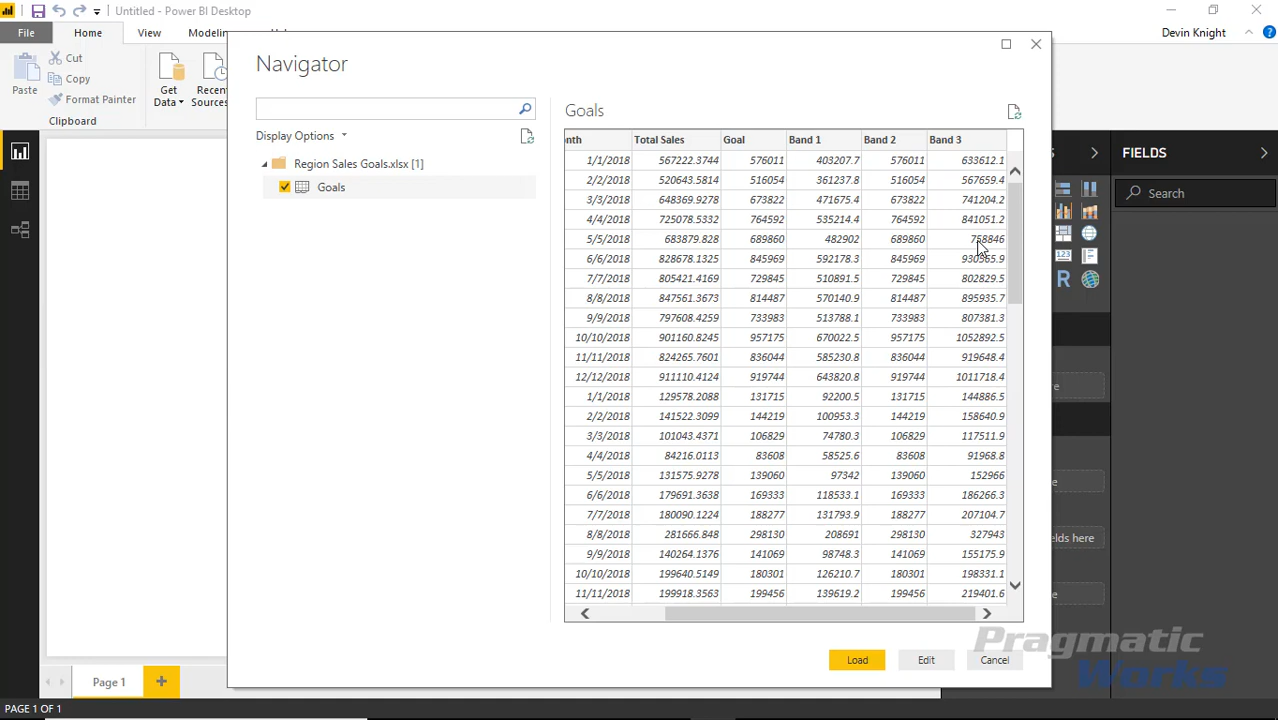 Untitled - Power BI Desktop
File Home View Modelin
Devin Knight
Paste
Cut
Copy
Format Painter
Clipboard
Get Data
Recent Sources
Navigator
Display Options
Region Sales Goals.xlsx [1]
Goals
Goals
onth Total Sales Goal Band 1 Band 2 Band 3
1/1/2018 567222.3744 576011 403207.7 576011 633612.1
2/2/2018 520643.5814 516054 361237.8 516054 567659.4
3/3/2018 648369.9278 673822 471675.4 673822 741204.2
4/4/2018 725078.5332 764592 535214.4 764592 841051.2
5/5/2018 683879.828 689860 482902 689860 758846
6/6/2018 828678.1325 845969 592178.3 845969
7/7/2018 805421.4169 729845 510891.5 729845 802829.5
8/8/2018 847561.3673 814487 570140.9 814487 895935.7
9/9/2018 797608.4259 733983 513788.1 733983 807381.3
10/10/2018 901160.8245 957175 670022.5 957175 1052892.5
11/11/2018 824265.7601 836044 585230.8 836044 919648.4
12/12/2018 911110.4124 919744 643820.8 919744 1011718.4
1/1/2018 129578.2088 131715 92200.5 131715 144886.5
2/2/2018 141522.3099 144219 100953.3 144219 158640.9
3/3/2018 101043.4371 106829 74780.3 106829 117511.9
4/4/2018 84216.0113 83608 58525.6 83608 91968.8
5/5/2018 131575.9278 139060 97342 139060 152966
6/6/2018 179691.3638 169333 118533.1 169333 186266.3
7/7/2018 180090.1224 188277 131793.9 188277 207104.7
8/8/2018 281666.848 298130 208691 298130 327943
9/9/2018 140264.1376 141069 98748.3 141069 155175.9
10/10/2018 199640.5149 180301 126210.7 180301 198331.1
11/11/2018 199918.3563 199456 139619.2 199456 219401.6
Load Edit Cancel
S
FIELDS
Search
123
R
re
e
elds here
e
Pragmatic
Works
Page 1
PAGE 1 OF 1